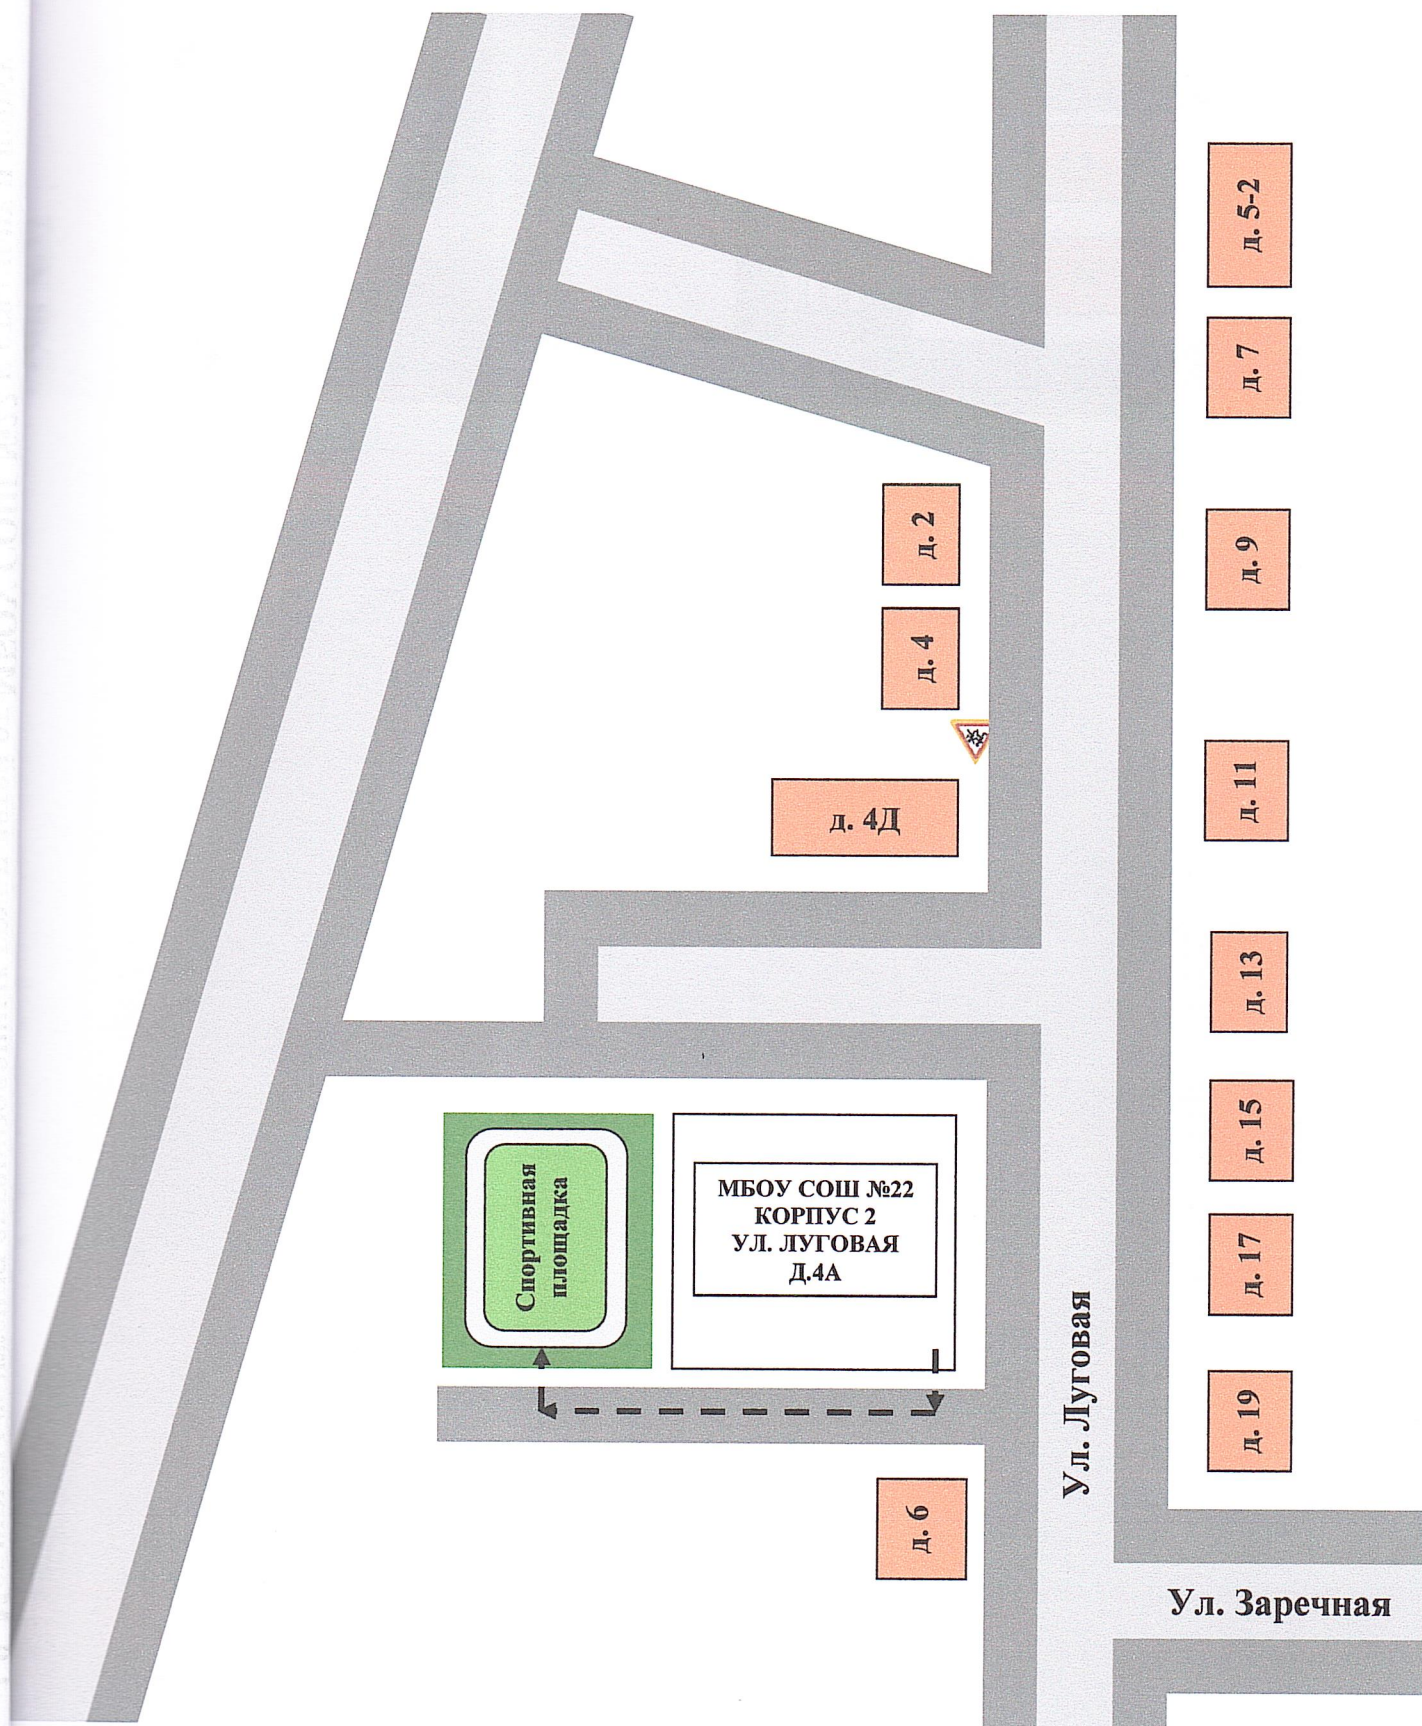 д. 5-2
д. 7
д. 2
д. 9
д. 4
д. 11
д. 4Д
д. 13
Спортивная
площадка
МБОУ СОШ №22
КОРПУС 2
УЛ. ЛУГОВАЯ
Д.4А
д. 15
д. 17
Ул. Луговая
д. 19
д. 6
Ул. Заречная